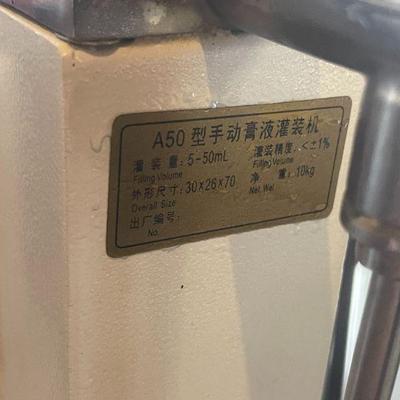 A50 型手动膏液灌装机
灌 装 量: 5-50mL 灌装精度: <±1%
Filling Volume Filling Volume
外形尺寸: 30×26×70 净 重: 10kg
Overall Size Net. Wei
出厂编号:
No.